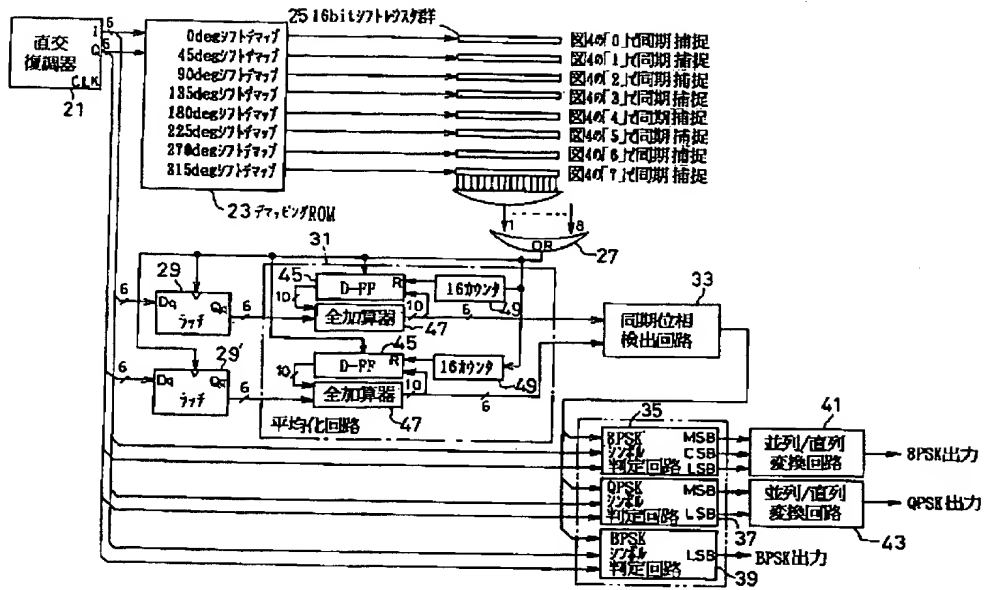 直交
復調器
I
Q
CLK
21
6
6
0degシフトデマップ
45degシフトデマップ
90degシフトデマップ
135degシフトデマップ
180degシフトデマップ
225degシフトデマップ
270degシフトデマップ
315degシフトデマップ
23 デマッピングROM
25 16bitシフトレジスタ群
図4の「0」で同期捕捉
図4の「1」で同期捕捉
図4の「2」で同期捕捉
図4の「3」で同期捕捉
図4の「4」で同期捕捉
図4の「5」で同期捕捉
図4の「6」で同期捕捉
図4の「7」で同期捕捉
1
8
OR
27
31
29
6
Dq
Qq
ラッチ
6
45
D-FF
R
10
10
全加算器
47
16カウンタ
49
6
29'
6
Dq
Qq
ラッチ
6
45
D-FF
R
10
10
全加算器
47
16カウンタ
49
6
平均化回路
33
同期位相
検出回路
35
8PSK
シンボル
判定回路
MSB
CSB
LSB
QPSK
シンボル
判定回路
MSB
LSB
37
BPSK
シンボル
判定回路
LSB
39
41
並列/直列
変換回路
8PSK出力
並列/直列
変換回路
43
QPSK出力
BPSK出力